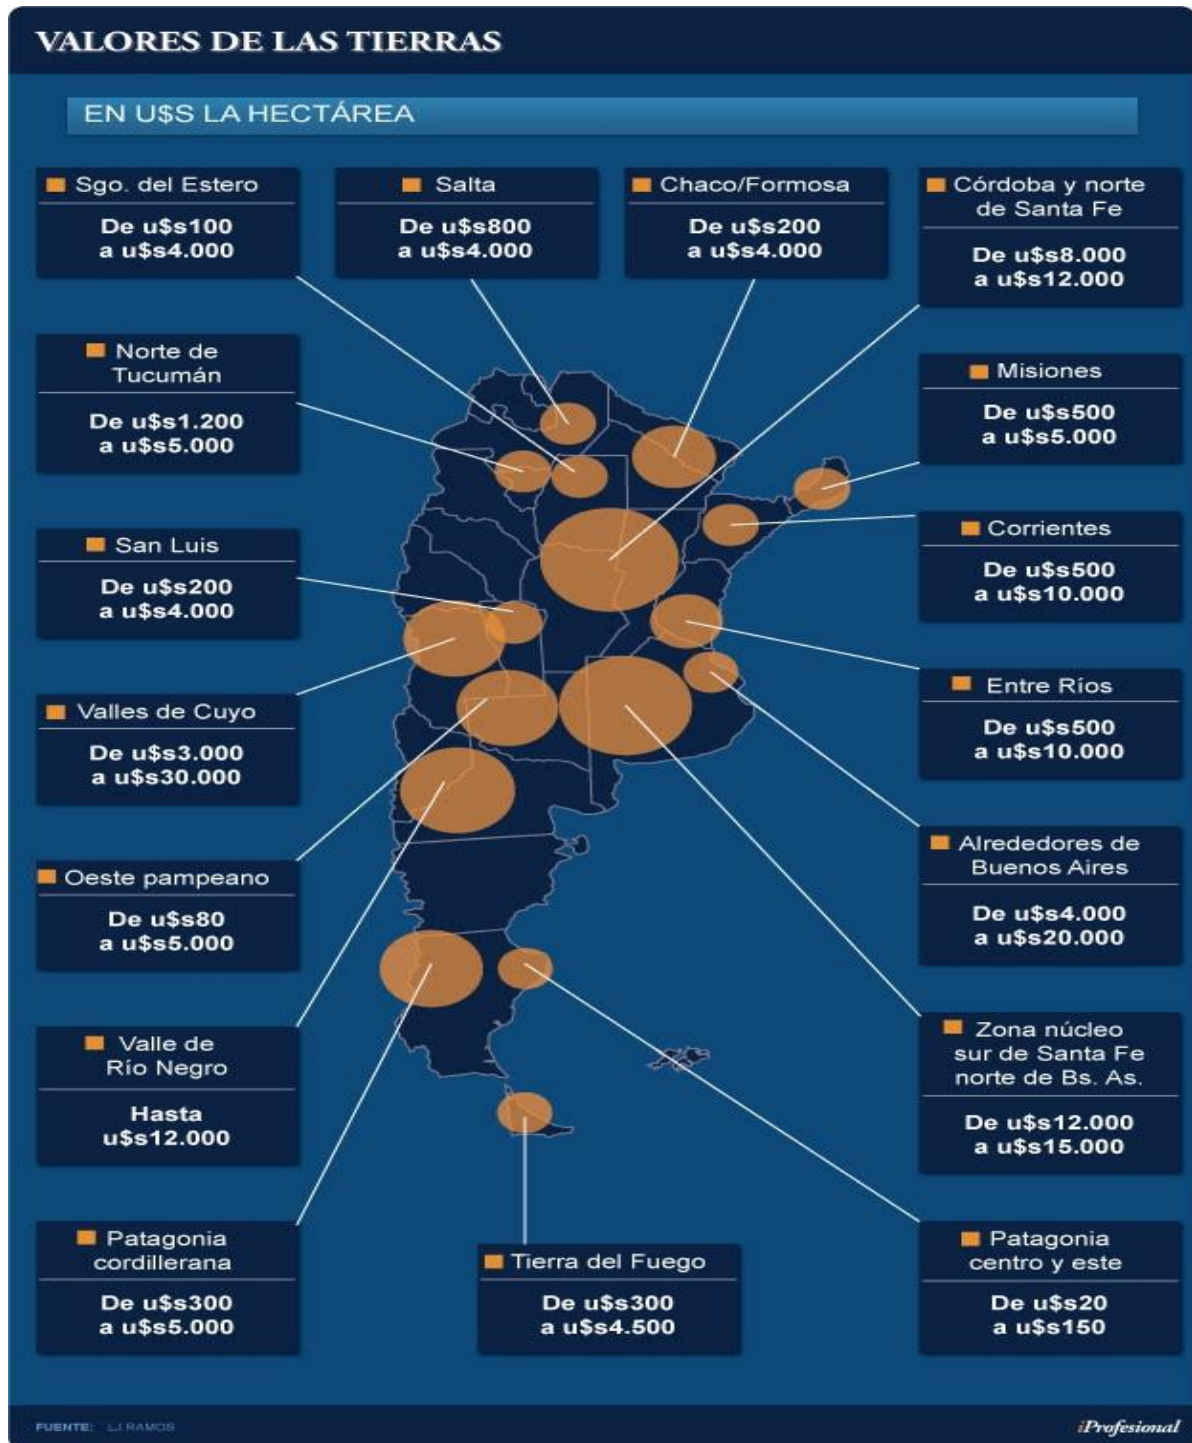 VALORES DE LAS TIERRAS
EN U$S LA HECTÁREA
Sgo. del Estero
De u$s100
a u$s4.000
Salta
De u$s800
a u$s4.000
Chaco/Formosa
De u$s200
a u$s4.000
Córdoba y norte
de Santa Fe
De u$s8.000
a u$s12.000
Norte de
Tucumán
De u$s1.200
a u$s5.000
Misiones
De u$s500
a u$s5.000
San Luis
De u$s200
a u$s4.000
Corrientes
De u$s500
a u$s10.000
Valles de Cuyo
De u$s3.000
a u$s30.000
Entre Ríos
De u$s500
a u$s10.000
Oeste pampeano
De u$s80
a u$s5.000
Alrededores de
Buenos Aires
De u$s4.000
a u$s20.000
Valle de
Río Negro
Hasta
u$s12.000
Zona núcleo
sur de Santa Fe
norte de Bs. As.
De u$s12.000
a u$s15.000
Patagonia
cordillerana
De u$s300
a u$s5.000
Tierra del Fuego
De u$s300
a u$s4.500
Patagonia
centro y este
De u$s20
a u$s150
FUENTE: L.J RAMOS
iProfesional